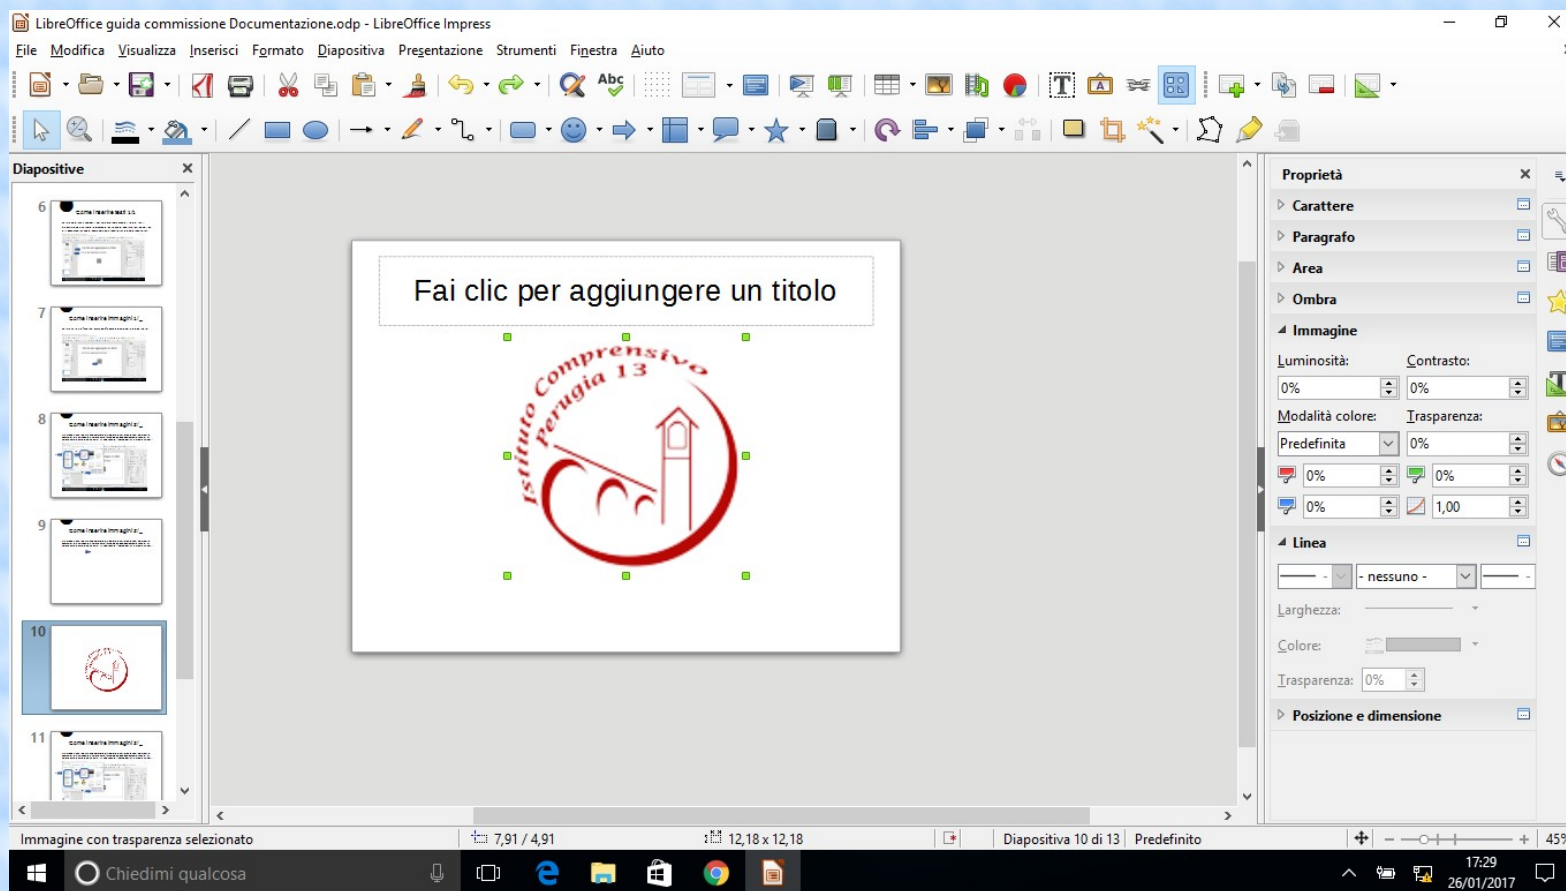 LibreOffice guida commissione Documentazione.odp - LibreOffice Impress
File Modifica Visualizza Inserisci Formato Diapositiva Presentazione Strumenti Finestra Aiuto
Abc
Diapositive
6
7
8
9
10
11
Fai clic per aggiungere un titolo
Istituto Comprensivo
Perugia 13
Proprietà
Carattere
Paragrafo
Area
Ombra
Immagine
Luminosità: Contrasto:
0% 0%
Modalità colore: Trasparenza:
Predefinita 0%
0% 0%
0% 1,00
Linea
- nessuno -
Larghezza:
Colore:
Trasparenza: 0%
Posizione e dimensione
Immagine con trasparenza selezionato 7,91 / 4,91 12,18 x 12,18 Diapositiva 10 di 13 Predefinito 45%
Chiedimi qualcosa
17:29
26/01/2017